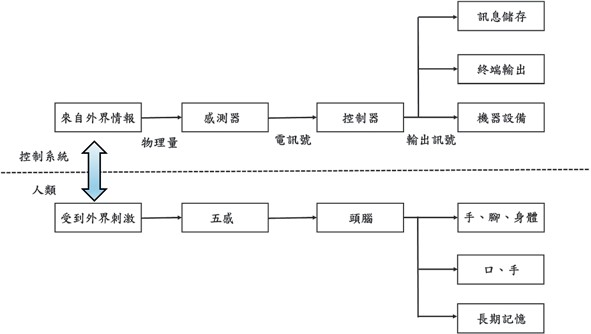 訊息儲存
終端輸出
來自外界情報
感測器
控制器
機器設備
物理量
電訊號
輸出訊號
控制系統
人類
受到外界刺激
五感
頭腦
手、腳、身體
口、手
長期記憶